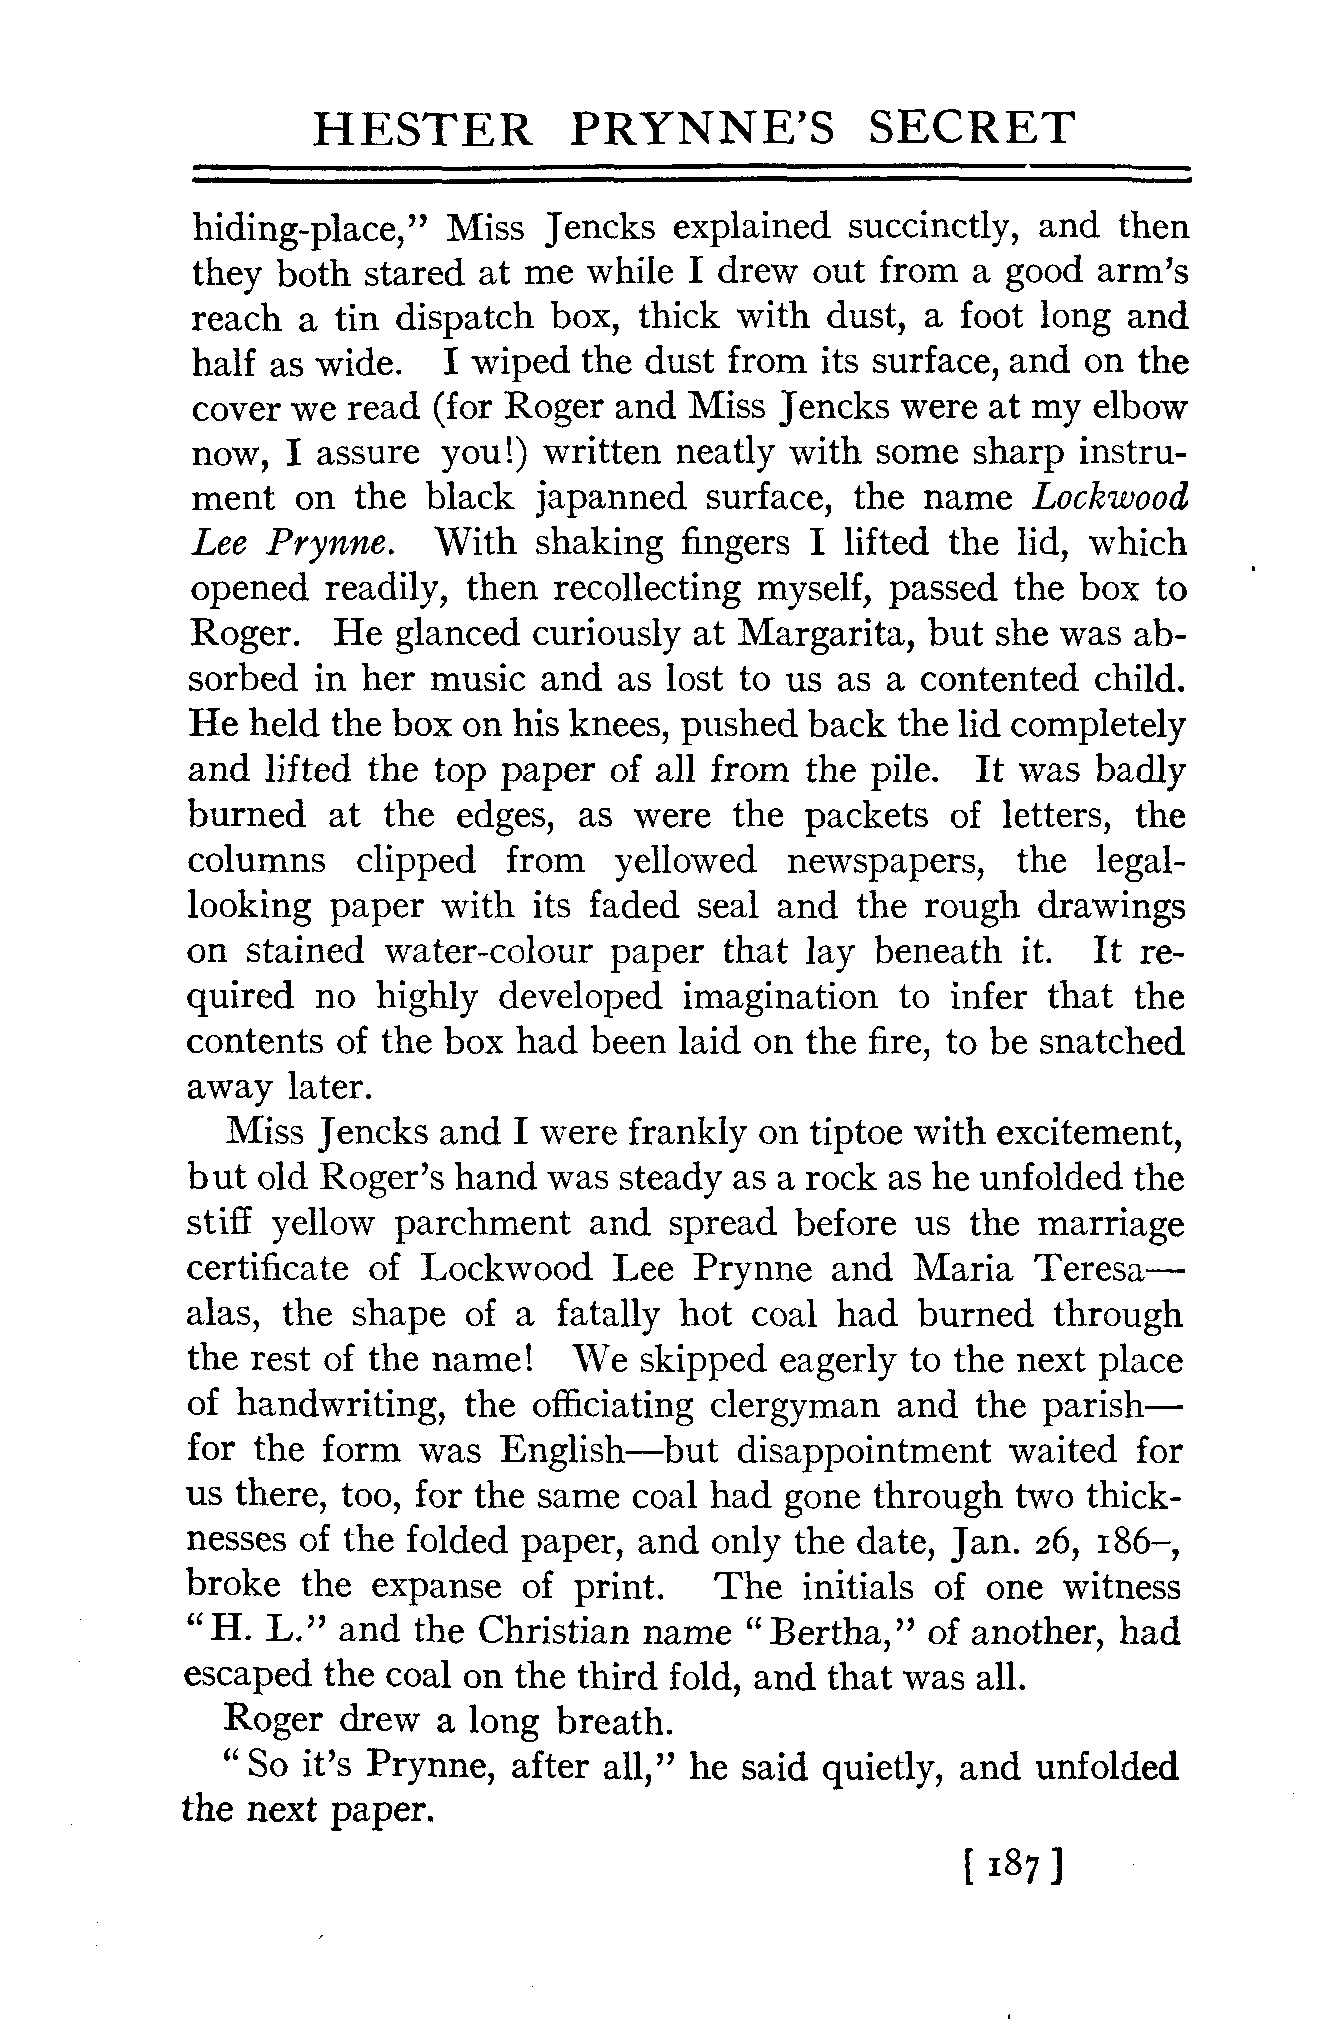 HESTER PRYNNE'S SECRET
hiding-place,” Miss Jencks explained succinctly, and then
they both stared at me while I drew out from a good arm's
reach a tin dispatch box, thick with dust, a foot long and
half as wide. I wiped the dust from its surface, and on the
cover we read (for Roger and Miss Jencks were at my elbow
now, I assure you!) written neatly with some sharp instru-
ment on the black japanned surface, the name Lockwood
Lee Prynne. With shaking fingers I lifted the lid, which
opened readily, then recollecting myself, passed the box to
Roger. He glanced curiously at Margarita, but she was ab-
sorbed in her music and as lost to us as a contented child.
He held the box on his knees, pushed back the lid completely
and lifted the top paper of all from the pile. It was badly
burned at the edges, as were the packets of letters, the
columns clipped from yellowed newspapers, the legal-
looking paper with its faded seal and the rough drawings
on stained water-colour paper that lay beneath it. It re-
quired no highly developed imagination to infer that the
contents of the box had been laid on the fire, to be snatched
away later.
Miss Jencks and I were frankly on tiptoe with excitement,
but old Roger's hand was steady as a rock as he unfolded the
stiff yellow parchment and spread before us the marriage
certificate of Lockwood Lee Prynne and Maria Teresa—
alas, the shape of a fatally hot coal had burned through
the rest of the name! We skipped eagerly to the next place
of handwriting, the officiating clergyman and the parish—
for the form was English—but disappointment waited for
us there, too, for the same coal had gone through two thick-
nesses of the folded paper, and only the date, Jan. 26, 186–,
broke the expanse of print. The initials of one witness
“H. L.” and the Christian name “Bertha,” of another, had
escaped the coal on the third fold, and that was all.
Roger drew a long breath.
“So it's Prynne, after all,” he said quietly, and unfolded
the next paper.
[ 187 ]